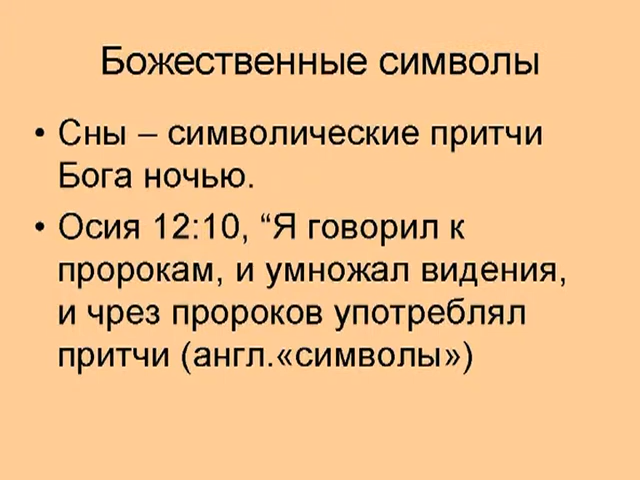 Божественные символы
• Сны – символические притчи
Бога ночью.
• Осия 12:10, “Я говорил к
пророкам, и умножал видения,
и чрез пророков употреблял
притчи (англ.«символы»)